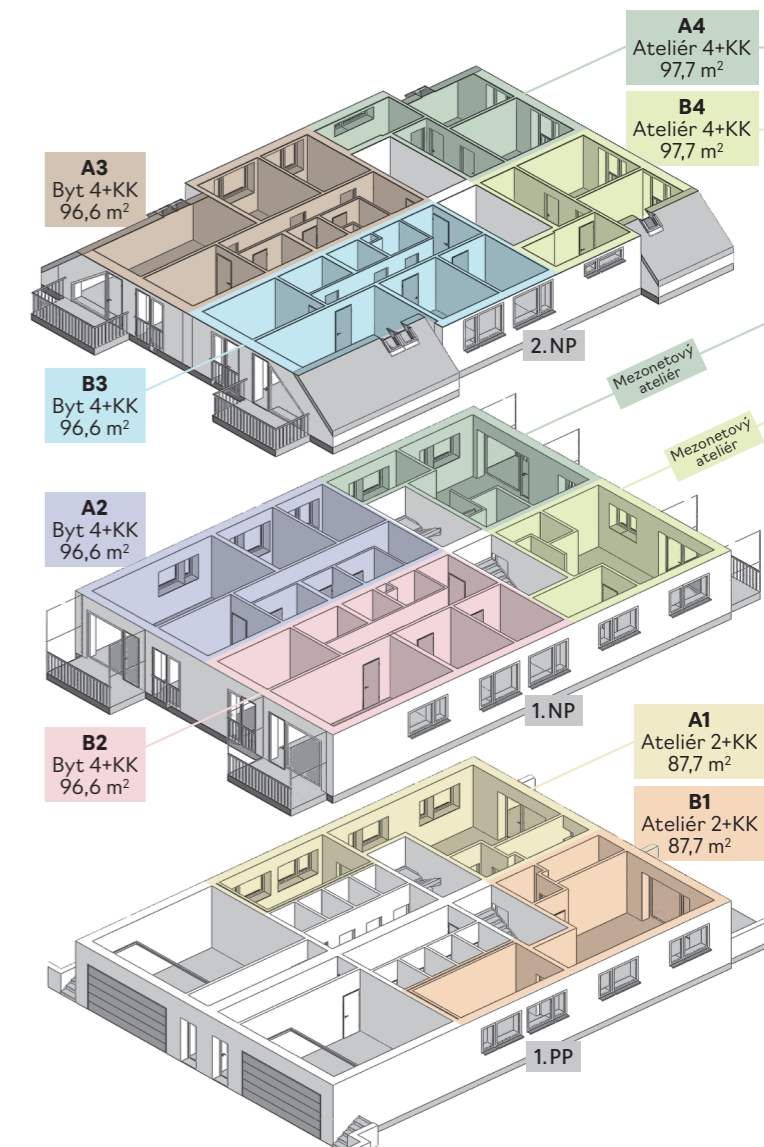 A4
Ateliér 4+KK
97,7 m²
B4
Ateliér 4+KK
97,7 m²
A3
Byt 4+KK
96,6 m²
2.NP
B3
Byt 4+KK
96,6 m²
Mezonetový
ateliér
Mezonetový
ateliér
A2
Byt 4+KK
96,6 m²
1.NP
B2
Byt 4+KK
96,6 m²
A1
Ateliér 2+KK
87,7 m²
B1
Ateliér 2+KK
87,7 m²
1.PP